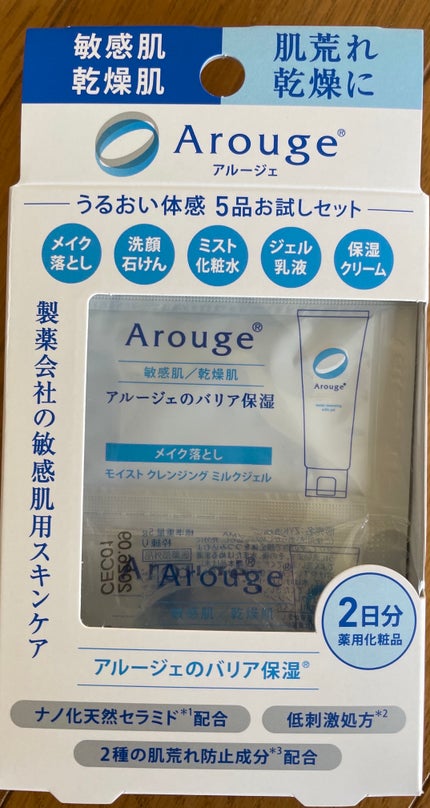 敏感肌
乾燥肌
肌荒れ
乾燥に
Arouge®
アルージェ
うるおい体感 5品お試しセット
メイク
落とし
洗顔
石けん
ミスト
化粧水
ジェル
乳液
保湿
クリーム
製薬会社の敏感肌用スキンケア
Arouge®
敏感肌／乾燥肌
アルージェのバリア保湿
メイク落とし
モイスト クレンジング ミルクジェル
Arouge
CEC01
Arouge
敏感肌／乾燥肌
2日分
薬用化粧品
アルージェのバリア保湿®
ナノ化天然セラミド*1配合
低刺激処方*2
2種の肌荒れ防止成分*3配合